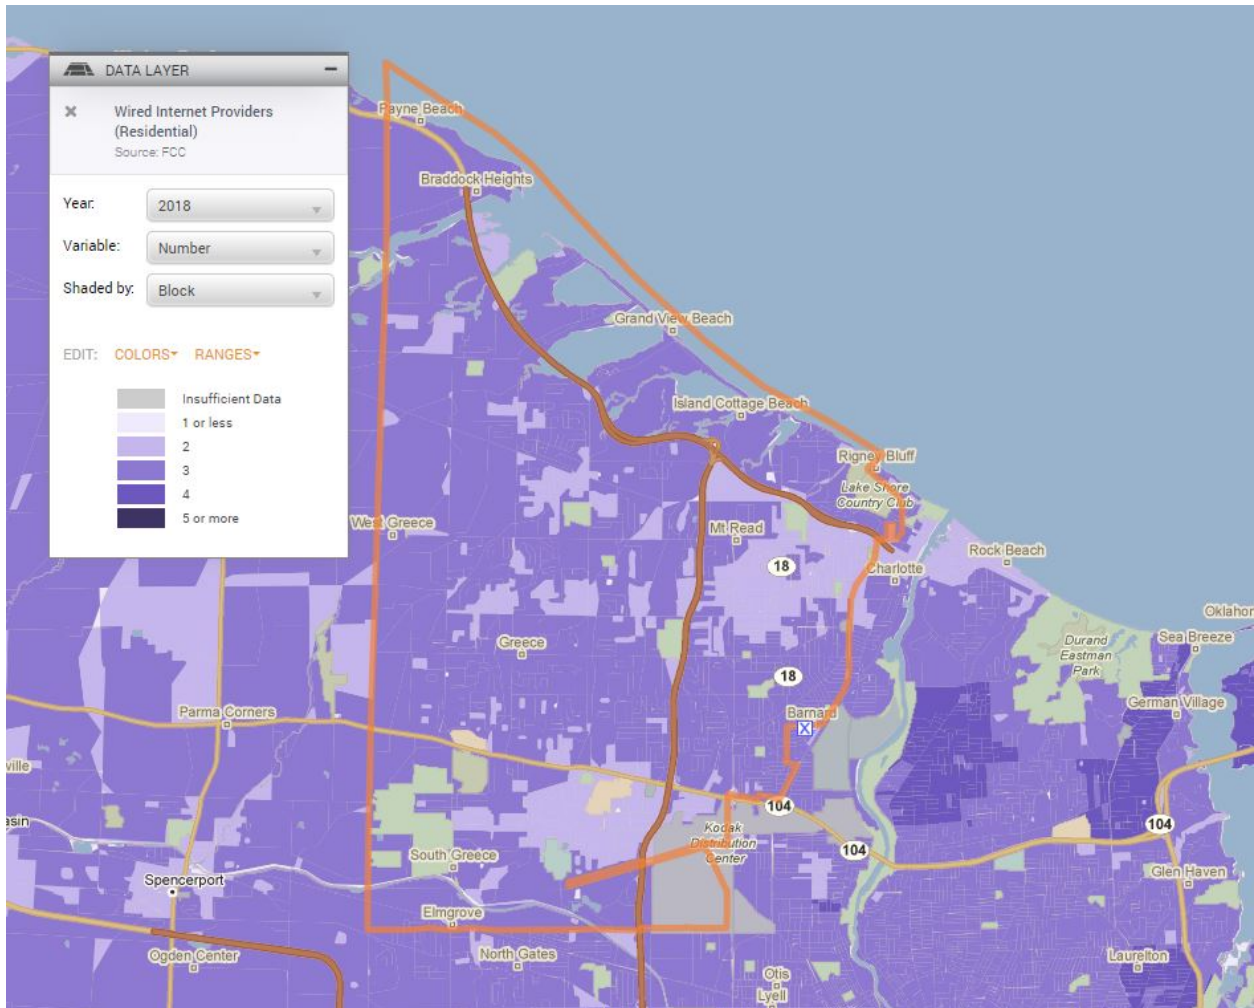 DATA LAYER
Wired Internet Providers
(Residential)
Source: FCC
Year:
2018
Variable:
Number
Shaded by:
Block
EDIT:
COLORS
RANGES
Insufficient Data
1 or less
2
3
4
5 or more
Payne Beach
Braddock Heights
Grand View Beach
Island Cottage Beach
Rigney Bluff
Lake Shore
Country Club
West Greece
Mt Read
Rock Beach
18
Charlotte
Oklahom
Greece
Durand
Eastman
Park
Sea Breeze
18
German Village
Parma Corners
Barnard
X
ville
104
104
104
Kodak
Distribution
Center
asin
South Greece
Spencerport
Glen Haven
Elmgrove
Ogden Center
North Gates
Laurelton
Otis
Lyell